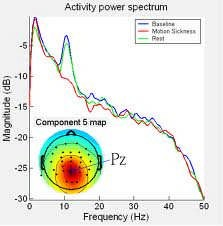 Activity power spectrum
Baseline
Motion Sickness
Rest
Magnitude (dB)
0
-5
-10
-15
-20
-25
-30
Component 5 map
Pz
0 10 20 30 40 50
Frequency (Hz)